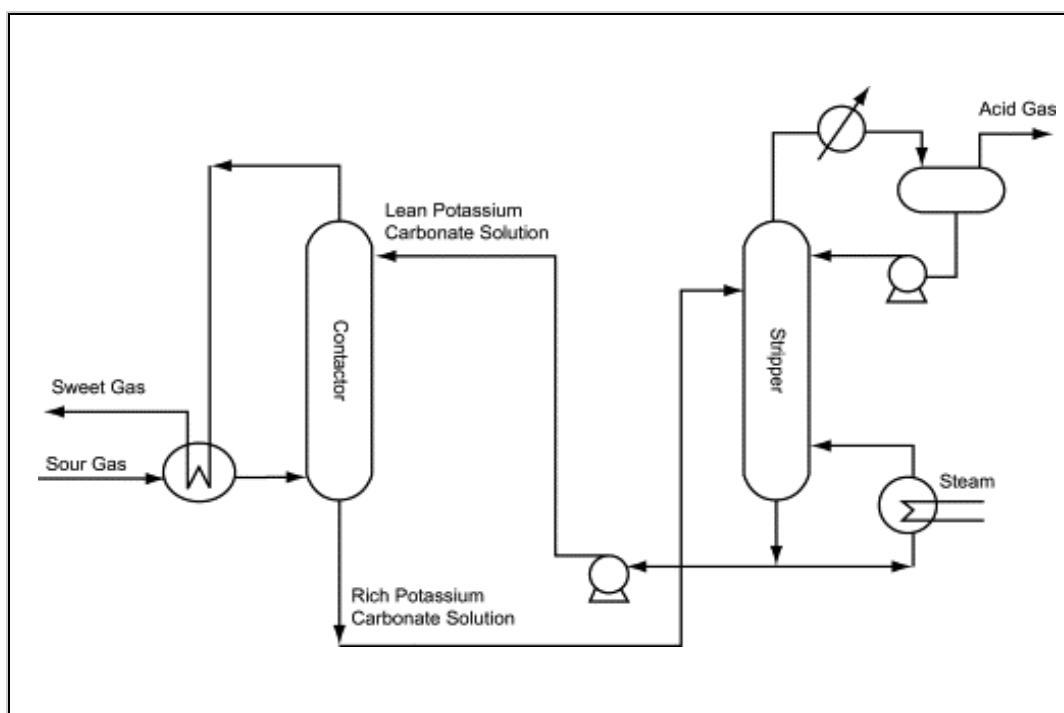 Acid Gas
Lean Potassium
Carbonate Solution
Contactor
Stripper
Sweet Gas
Sour Gas
Steam
Rich Potassium
Carbonate Solution